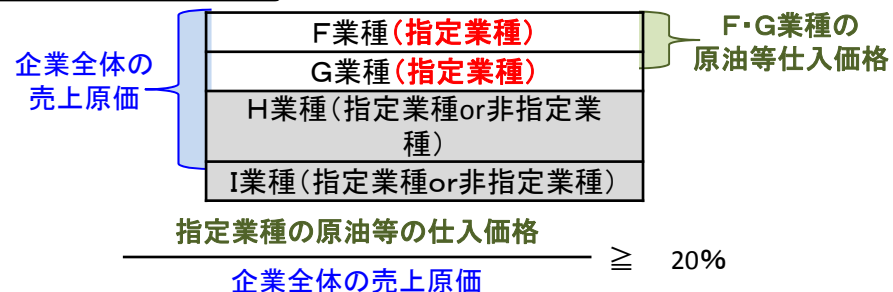 F業種(指定業種)
G業種(指定業種)
H業種(指定業種or非指定業
種)
I業種(指定業種or非指定業種)
企業全体の
売上原価
F・G業種の
原油等仕入価格
指定業種の原油等の仕入価格
企業全体の売上原価
≧ 20%